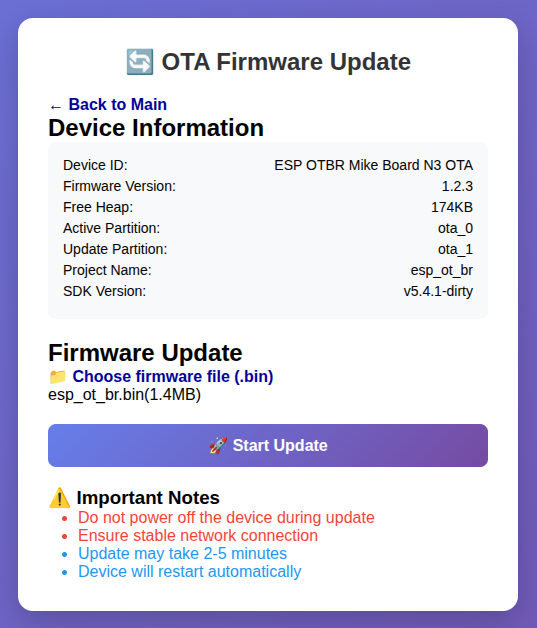 🔄 OTA Firmware Update
← Back to Main
Device Information
Device ID: ESP OTBR Mike Board N3 OTA
Firmware Version: 1.2.3
Free Heap: 174KB
Active Partition: ota_0
Update Partition: ota_1
Project Name: esp_ot_br
SDK Version: v5.4.1-dirty
Firmware Update
📁 Choose firmware file (.bin)
esp_ot_br.bin(1.4MB)
🚀 Start Update
⚠️ Important Notes
• Do not power off the device during update
• Ensure stable network connection
• Update may take 2-5 minutes
• Device will restart automatically